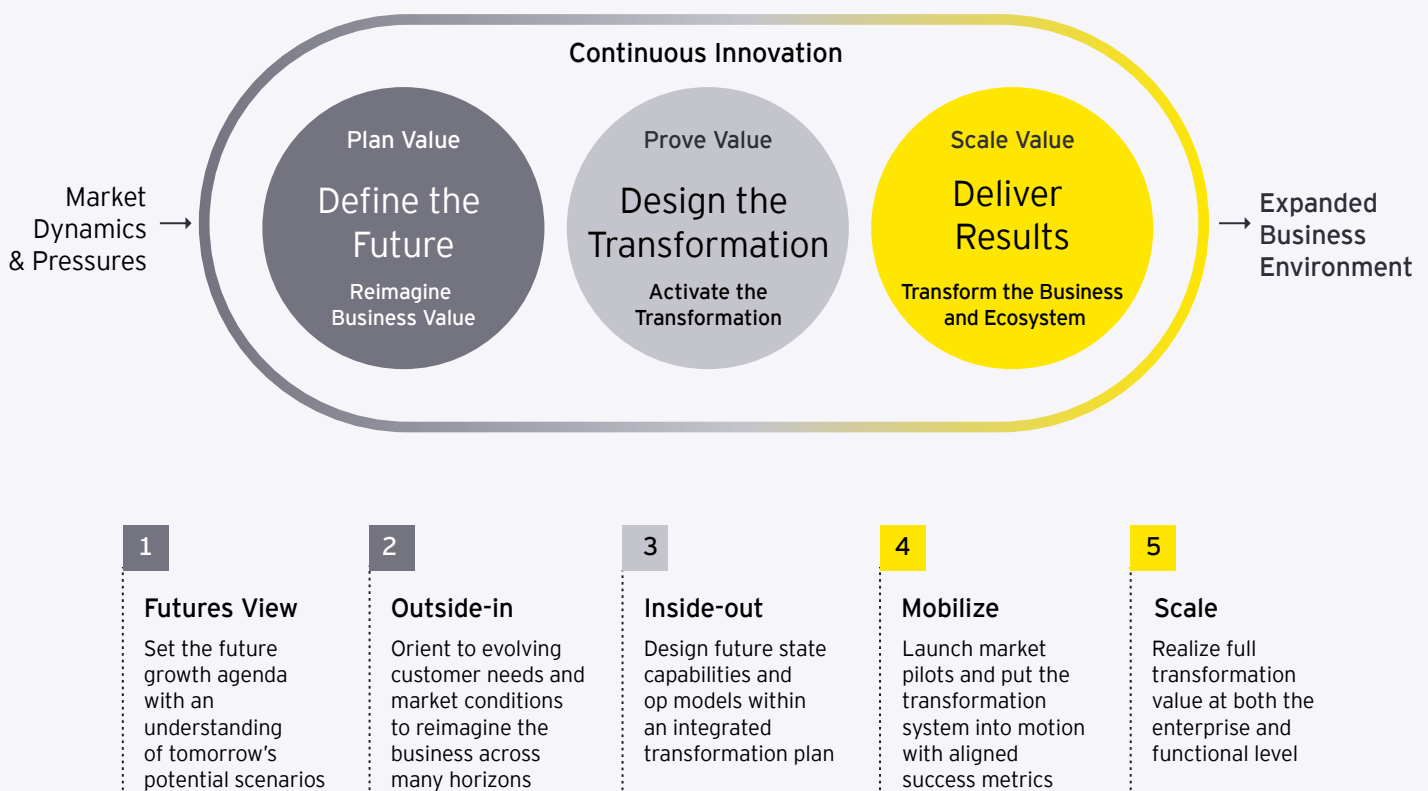 Continuous Innovation
Market
Dynamics
& Pressures
Plan Value
Define the
Future
Reimagine
Business Value
Prove Value
Design the
Transformation
Activate the
Transformation
Scale Value
Deliver
Results
Transform the Business
and Ecosystem
Expanded
Business
Environment
1
Futures View
Set the future
growth agenda
with an
understanding
of tomorrow’s
potential scenarios
2
Outside-in
Orient to evolving
customer needs and
market conditions
to reimagine the
business across
many horizons
3
Inside-out
Design future state
capabilities and
op models within
an integrated
transformation plan
4
Mobilize
Launch market
pilots and put the
transformation
system into motion
with aligned
success metrics
5
Scale
Realize full
transformation
value at both the
enterprise and
functional level